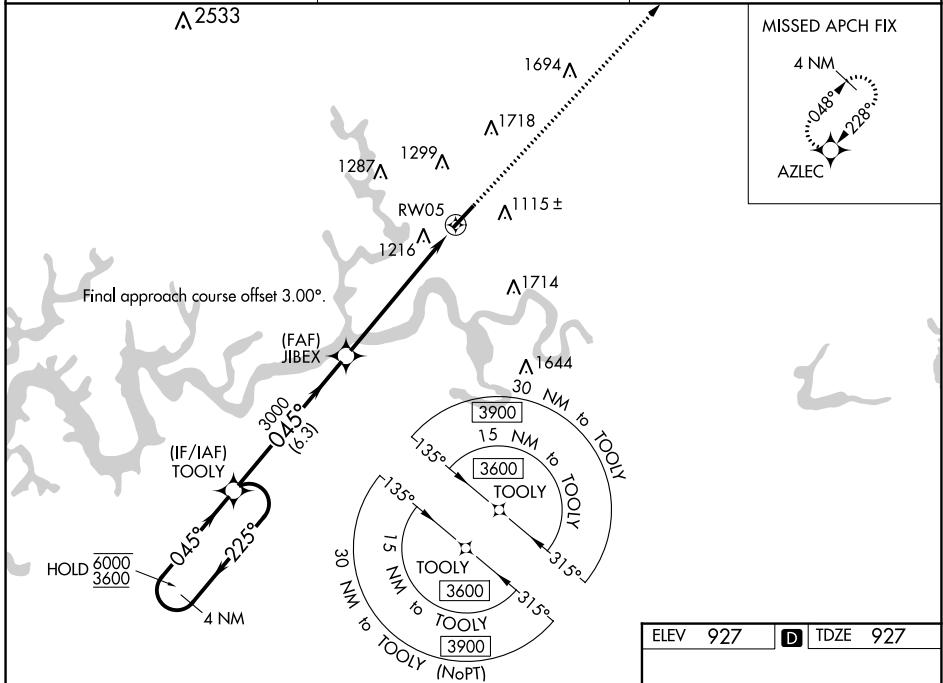 2533
MISSED APCH FIX
4 NM
048°
228°
AZLEC
1694
1718
1299
1287
RW05
1115 ±
1216
1714
Final approach course offset 3.00°.
(FAF)
JIBEX
1644
3000
045°
(6.3)
(IF/IAF)
TOOLY
045°
225°
HOLD 6000
3600
4 NM
30 NM to TOOLY
3900
15 NM to TOOLY
135°
3600
TOOLY
315°
135°
TOOLY
3600
315°
15 NM to TOOLY
3900
30 NM to TOOLY (NoPT)
ELEV 927 D TDZE 927